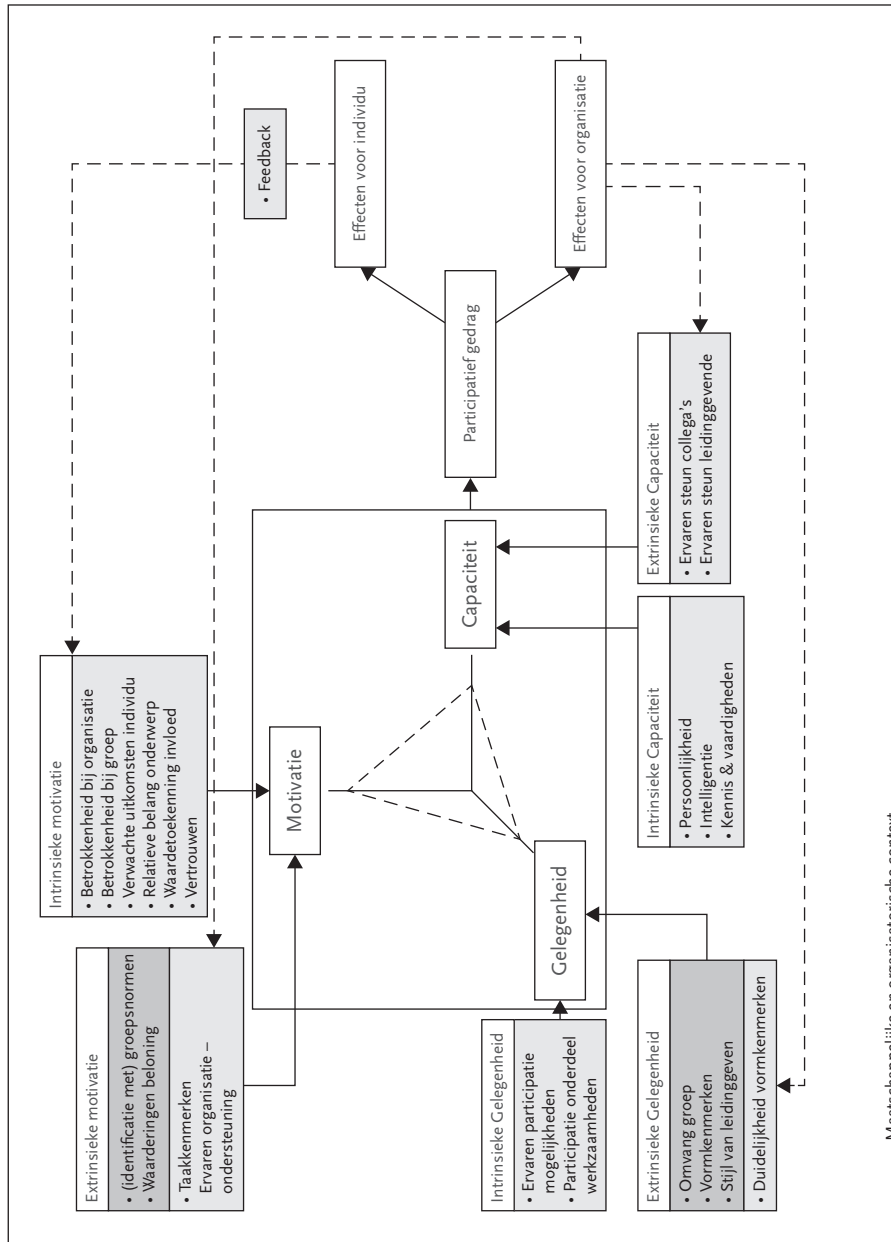 Extrinsieke motivatie
• (identificatie met) groepsnormen
• Waarderingen beloning
• Taakkenmerken
Ervaren organisatie –
ondersteuning
Intrinsieke motivatie
• Betrokkenheid bij organisatie
• Betrokkenheid bij groep
• Verwachte uitkomsten individu
• Relatieve belang onderwerp
• Waardetoekenning invloed
• Vertrouwen
• Feedback
Motivatie
Capaciteit
Gelegenheid
Participatief gedrag
Effecten voor individu
Effecten voor organisatie
Intrinsieke Gelegenheid
• Ervaren participatie
mogelijkheden
• Participatie onderdeel
werkzaamheden
Extrinsieke Gelegenheid
• Omvang groep
• Vormkenmerken
• Stijl van leidinggeven
• Duidelijkheid vormkenmerken
Intrinsieke Capaciteit
• Persoonlijkheid
• Intelligentie
• Kennis & vaardigheden
Extrinsieke Capaciteit
• Ervaren steun collega's
• Ervaren steun leidinggevende
Maatschappelijke en organisatorische context